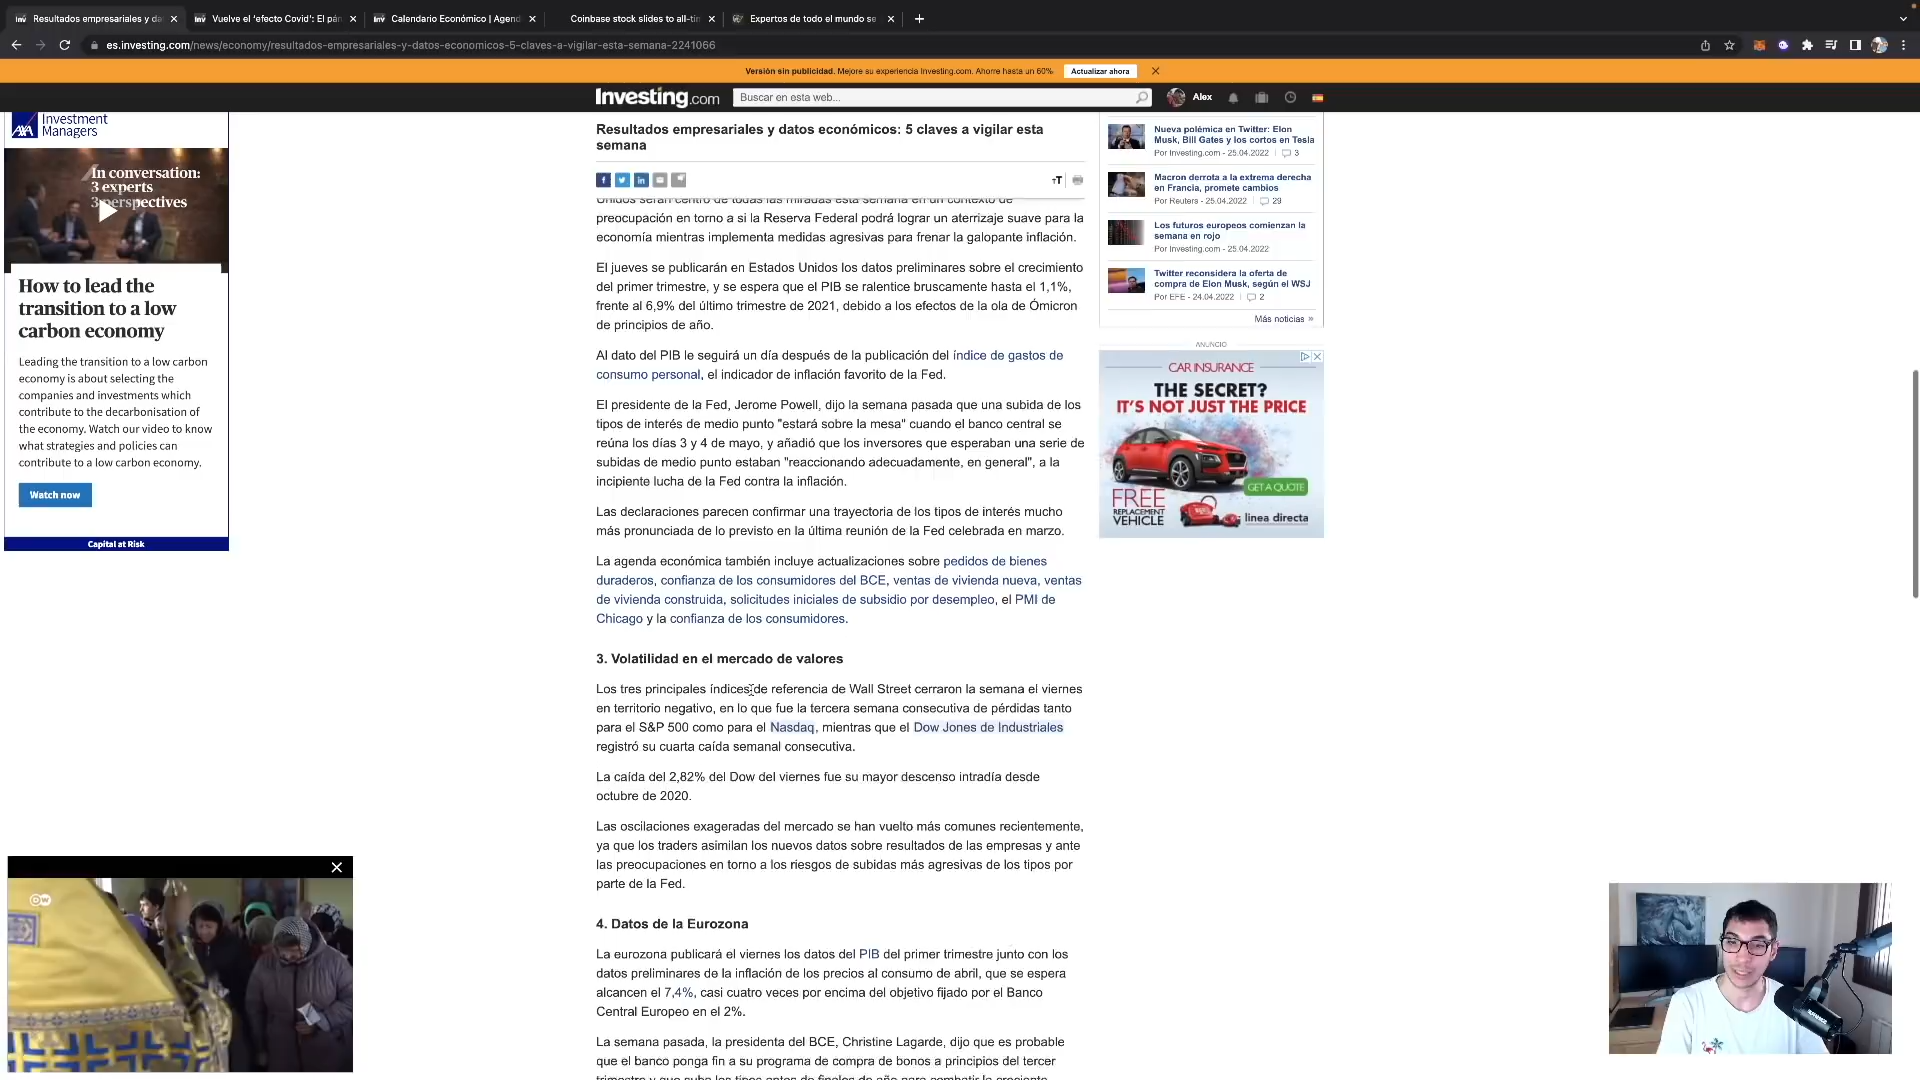 Resultados empresariales y da
Vuelve el 'efecto Covid': El pán
Calendario Económico | Agend
Coinbase stock slides to all-tim
Expertos de todo el mundo se
es.investing.com/news/economy/resultados-empresariales-y-datos-economicos-5-claves-a-vigilar-esta-semana-2241066
Versión sin publicidad. Mejore su experiencia Investing.com. Ahorre hasta un 60%
Actualizar ahora
Investing.com
Buscar en esta web...
Alex
AXA
Investment
Managers
In conversation:
3 experts
3 perspectives
How to lead the
transition to a low
carbon economy
Leading the transition to a low carbon
economy is about selecting the
companies and investments which
contribute to the decarbonisation of
the economy. Watch our video to know
what strategies and policies can
contribute to a low carbon economy.
Watch now
Capital at Risk
Resultados empresariales y datos económicos: 5 claves a vigilar esta
semana
Unidos serán centro de todas las miradas esta semana en un contexto de
preocupación en torno a si la Reserva Federal podrá lograr un aterrizaje suave para la
economía mientras implementa medidas agresivas para frenar la galopante inflación.
El jueves se publicarán en Estados Unidos los datos preliminares sobre el crecimiento
del primer trimestre, y se espera que el PIB se ralentice bruscamente hasta el 1,1%,
frente al 6,9% del último trimestre de 2021, debido a los efectos de la ola de Ómicron
de principios de año.
Al dato del PIB le seguirá un día después de la publicación del índice de gastos de
consumo personal, el indicador de inflación favorito de la Fed.
El presidente de la Fed, Jerome Powell, dijo la semana pasada que una subida de los
tipos de interés de medio punto "estará sobre la mesa" cuando el banco central se
reúna los días 3 y 4 de mayo, y añadió que los inversores que esperaban una serie de
subidas de medio punto estaban "reaccionando adecuadamente, en general", a la
incipiente lucha de la Fed contra la inflación.
Las declaraciones parecen confirmar una trayectoria de los tipos de interés mucho
más pronunciada de lo previsto en la última reunión de la Fed celebrada en marzo.
La agenda económica también incluye actualizaciones sobre pedidos de bienes
duraderos, confianza de los consumidores del BCE, ventas de vivienda nueva, ventas
de vivienda construida, solicitudes iniciales de subsidio por desempleo, el PMI de
Chicago y la confianza de los consumidores.
3. Volatilidad en el mercado de valores
Los tres principales índices de referencia de Wall Street cerraron la semana el viernes
en territorio negativo, en lo que fue la tercera semana consecutiva de pérdidas tanto
para el S&P 500 como para el Nasdaq, mientras que el Dow Jones de Industriales
registró su cuarta caída semanal consecutiva.
La caída del 2,82% del Dow del viernes fue su mayor descenso intradía desde
octubre de 2020.
Las oscilaciones exageradas del mercado se han vuelto más comunes recientemente,
ya que los traders asimilan los nuevos datos sobre resultados de las empresas y ante
las preocupaciones en torno a los riesgos de subidas más agresivas de los tipos por
parte de la Fed.
4. Datos de la Eurozona
La eurozona publicará el viernes los datos del PIB del primer trimestre junto con los
datos preliminares de la inflación de los precios al consumo de abril, que se espera
alcancen el 7,4%, casi cuatro veces por encima del objetivo fijado por el Banco
Central Europeo en el 2%.
La semana pasada, la presidenta del BCE, Christine Lagarde, dijo que es probable
que el banco ponga fin a su programa de compra de bonos a principios del tercer
trimestre y que suba los tipos antes de finales de año para combatir la creciente
Nueva polémica en Twitter: Elon
Musk, Bill Gates y los cortos en Tesla
Por Investing.com - 25.04.2022 | 3
Macron derrota a la extrema derecha
en Francia, promete cambios
Por Reuters - 25.04.2022 | 29
Los futuros europeos comienzan la
semana en rojo
Por Investing.com - 25.04.2022
Twitter reconsidera la oferta de
compra de Elon Musk, según el WSJ
Por EFE - 24.04.2022 | 2
Más noticias »
ANUNCIO
CAR INSURANCE
THE SECRET?
IT'S NOT JUST THE PRICE
GET A QUOTE
FREE
REPLACEMENT
VEHICLE
linea directa
DW